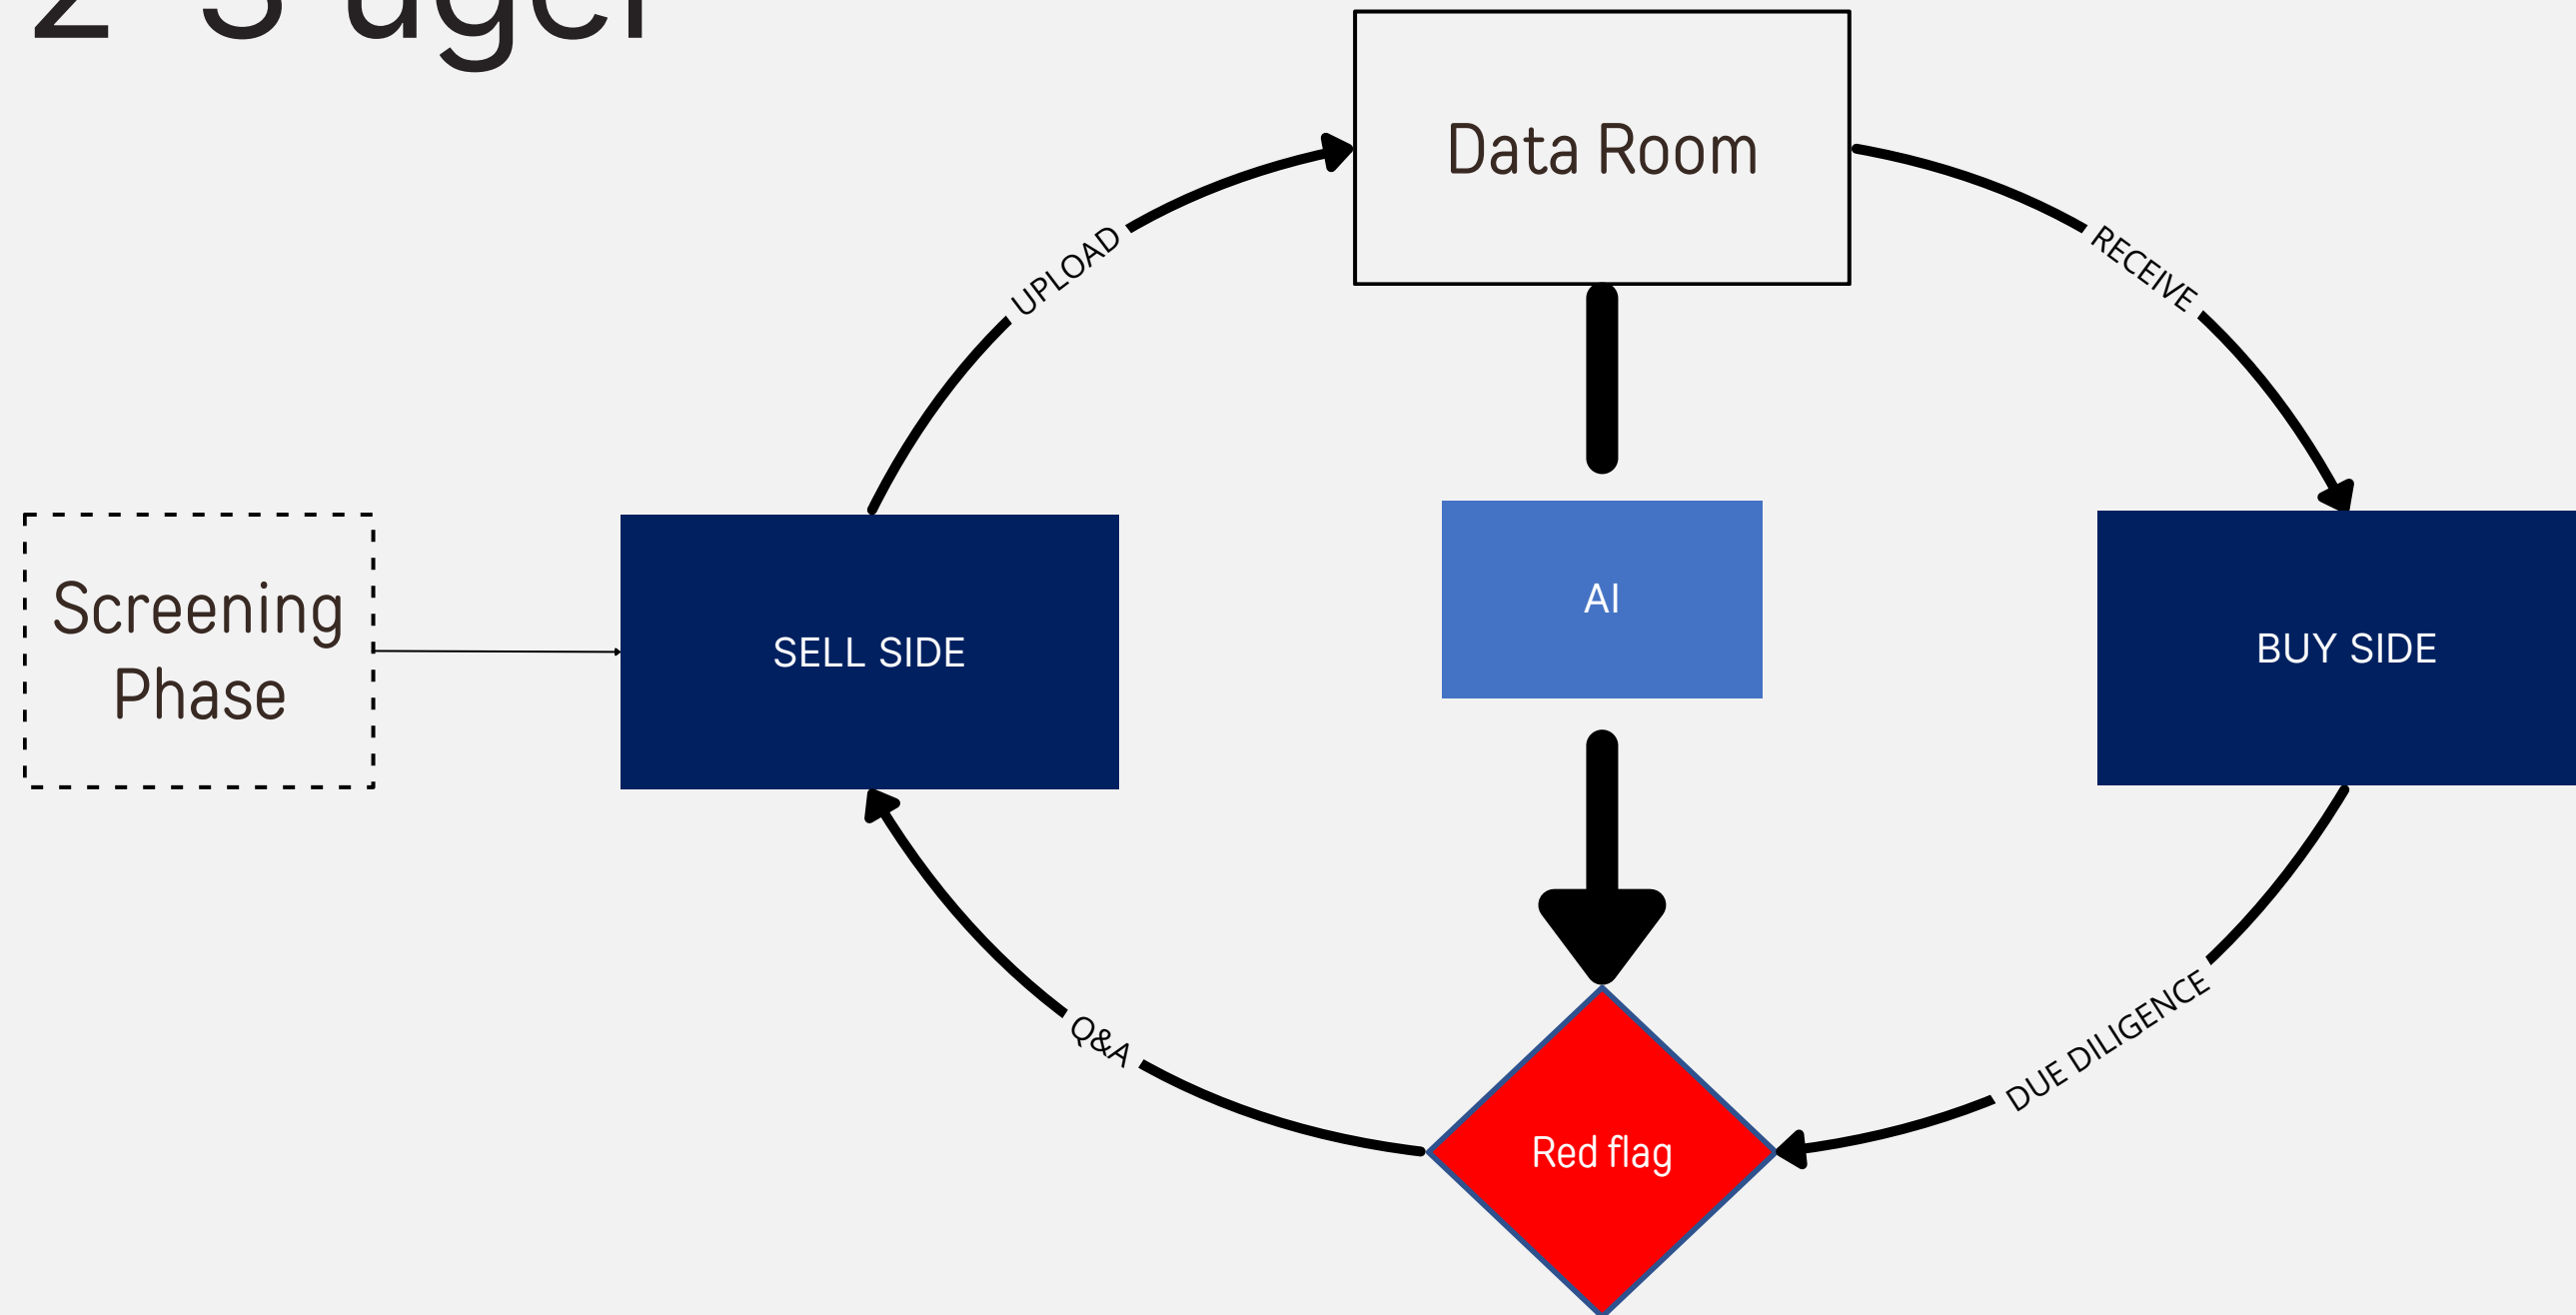 Data Room
UPLOAD
RECEIVE
Screening
Phase
SELL SIDE
AI
BUY SIDE
Q&A
DUE DILIGENCE
Red flag